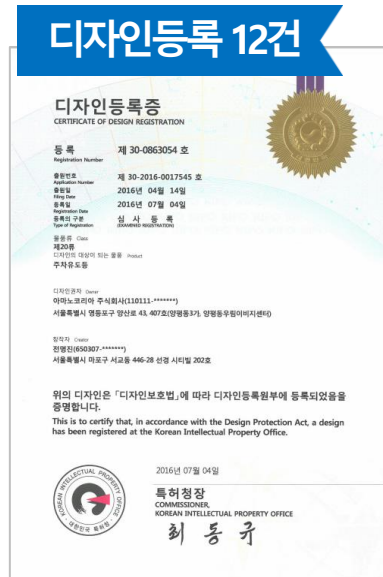 디자인등록 12건
디자인등록증
CERTIFICATE OF DESIGN REGISTRATION
등 록 제 30-0863054 호
Registration Number
출원번호 제 30-2016-0017545 호
Application Number
출원일 2016년 04월 14일
Filing Date
등록일 2016년 07월 04일
Registration Date
등록의 구분 심 사 등 록
Type of Registration (EXAMINED REGISTRATION)
물품류 Class
제20류
디자인의 대상이 되는 물품 Product
주차유도등
디자인권자 Owner
아마노코리아 주식회사(110111-*******)
서울특별시 영등포구 양산로 43, 407호(양평동3가, 양평동우림이비지센터)
창작자 Creator
전명진(650307-*******)
서울특별시 마포구 서교동 446-28 선경 시티빌 202호
위의 디자인은 「디자인보호법」에 따라 디자인등록원부에 등록되었음을
증명합니다.
This is to certify that, in accordance with the Design Protection Act, a design
has been registered at the Korean Intellectual Property Office.
2016년 07월 04일
특허청장
COMMISSIONER,
KOREAN INTELLECTUAL PROPERTY OFFICE
최동규
KOREAN INTELLECTUAL PROPERTY OFFICE
대한민국 특허청